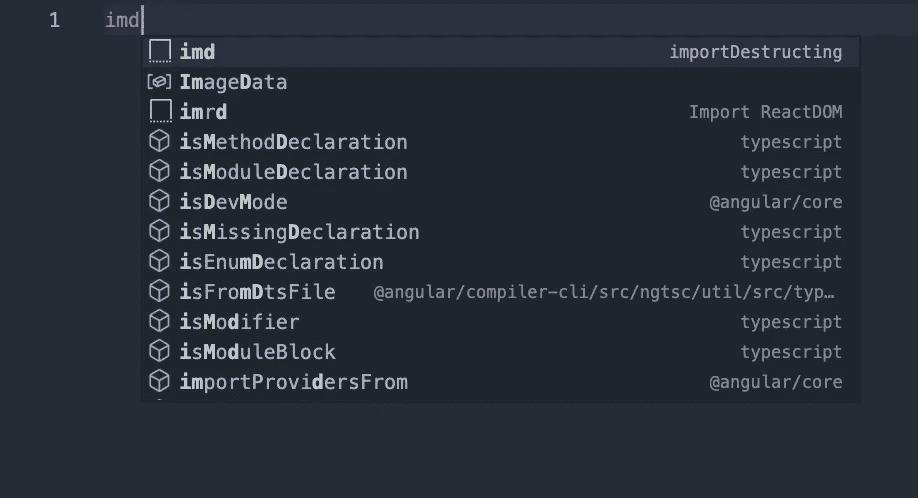 1 imd
imd importDestructing
ImageData
imrd Import ReactDOM
isMethodDeclaration typescript
isModuleDeclaration typescript
isDevMode @angular/core
isMissingDeclaration typescript
isEnumDeclaration typescript
isFromDtsFile @angular/compiler-cli/src/ngtsc/util/src/typ…
isModifier typescript
isModuleBlock typescript
importProvidersFrom @angular/core